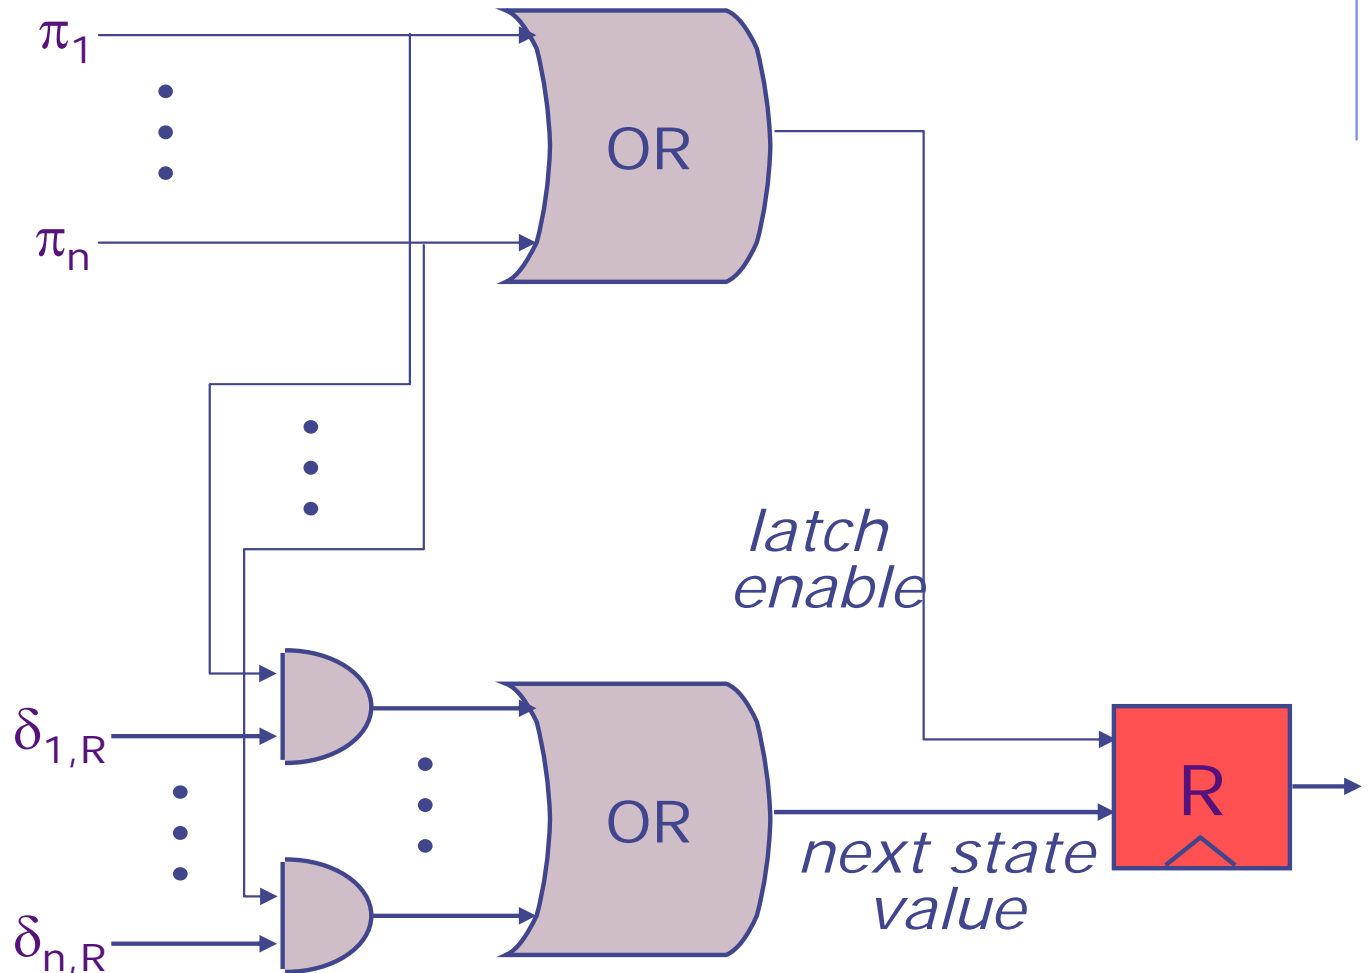 π1
OR
πn
latch
enable
δ1,R
R
OR
next state
value
δn,R